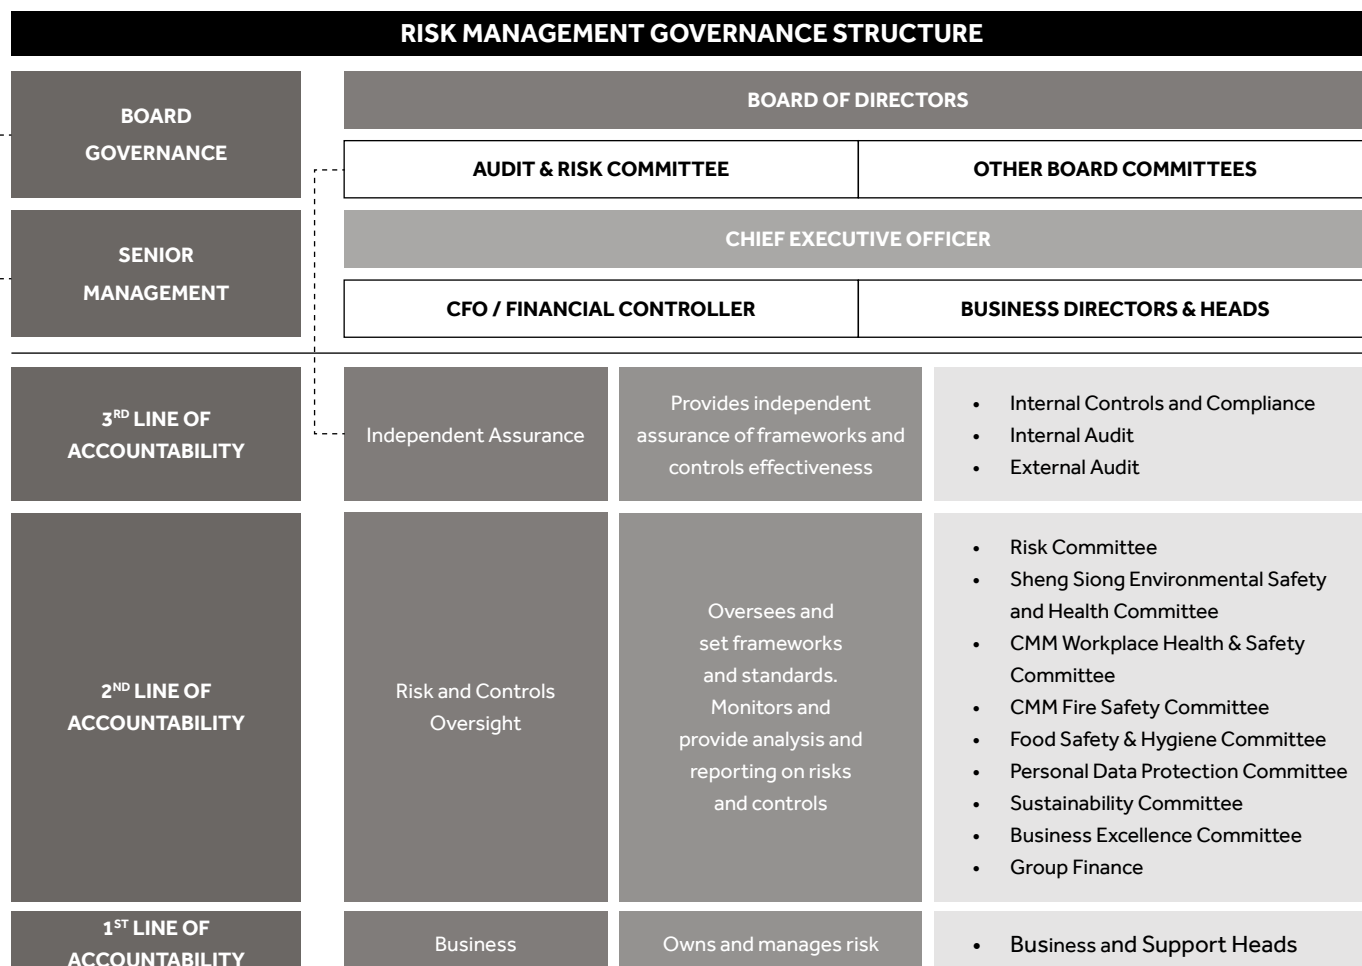 RISK MANAGEMENT GOVERNANCE STRUCTURE
BOARD
GOVERNANCE
BOARD OF DIRECTORS
AUDIT & RISK COMMITTEE
OTHER BOARD COMMITTEES
SENIOR
MANAGEMENT
CHIEF EXECUTIVE OFFICER
CFO / FINANCIAL CONTROLLER
BUSINESS DIRECTORS & HEADS
3RD LINE OF
ACCOUNTABILITY
Independent Assurance
Provides independent
assurance of frameworks and
controls effectiveness
• Internal Controls and Compliance
• Internal Audit
• External Audit
2ND LINE OF
ACCOUNTABILITY
Risk and Controls
Oversight
Oversees and
set frameworks
and standards.
Monitors and
provide analysis and
reporting on risks
and controls
• Risk Committee
• Sheng Siong Environmental Safety
and Health Committee
• CMM Workplace Health & Safety
Committee
• CMM Fire Safety Committee
• Food Safety & Hygiene Committee
• Personal Data Protection Committee
• Sustainability Committee
• Business Excellence Committee
• Group Finance
1ST LINE OF
ACCOUNTABILITY
Business
Owns and manages risk
• Business and Support Heads